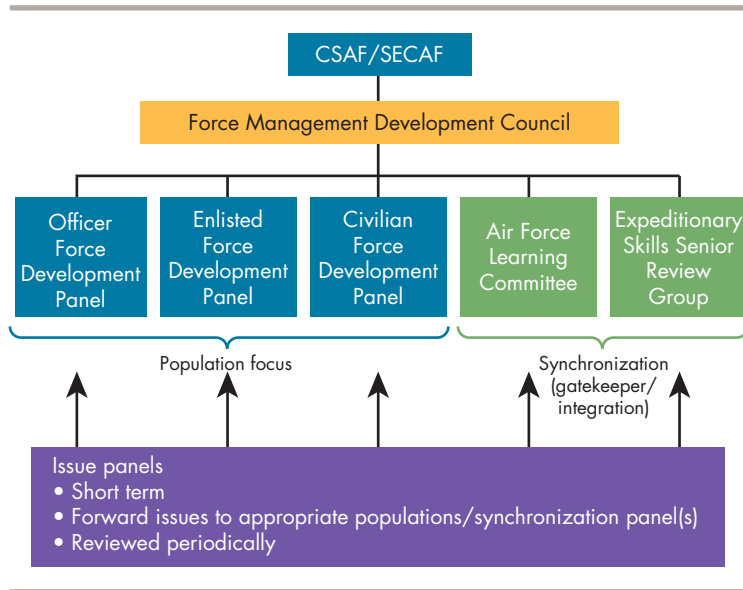 CSAF/SECAF
Force Management Development Council
Officer
Force
Development
Panel
Enlisted
Force
Development
Panel
Civilian
Force
Development
Panel
Air Force
Learning
Committee
Expeditionary
Skills Senior
Review
Group
Population focus
Synchronization
(gatekeeper/
integration)
Issue panels
• Short term
• Forward issues to appropriate populations/synchronization panel(s)
• Reviewed periodically